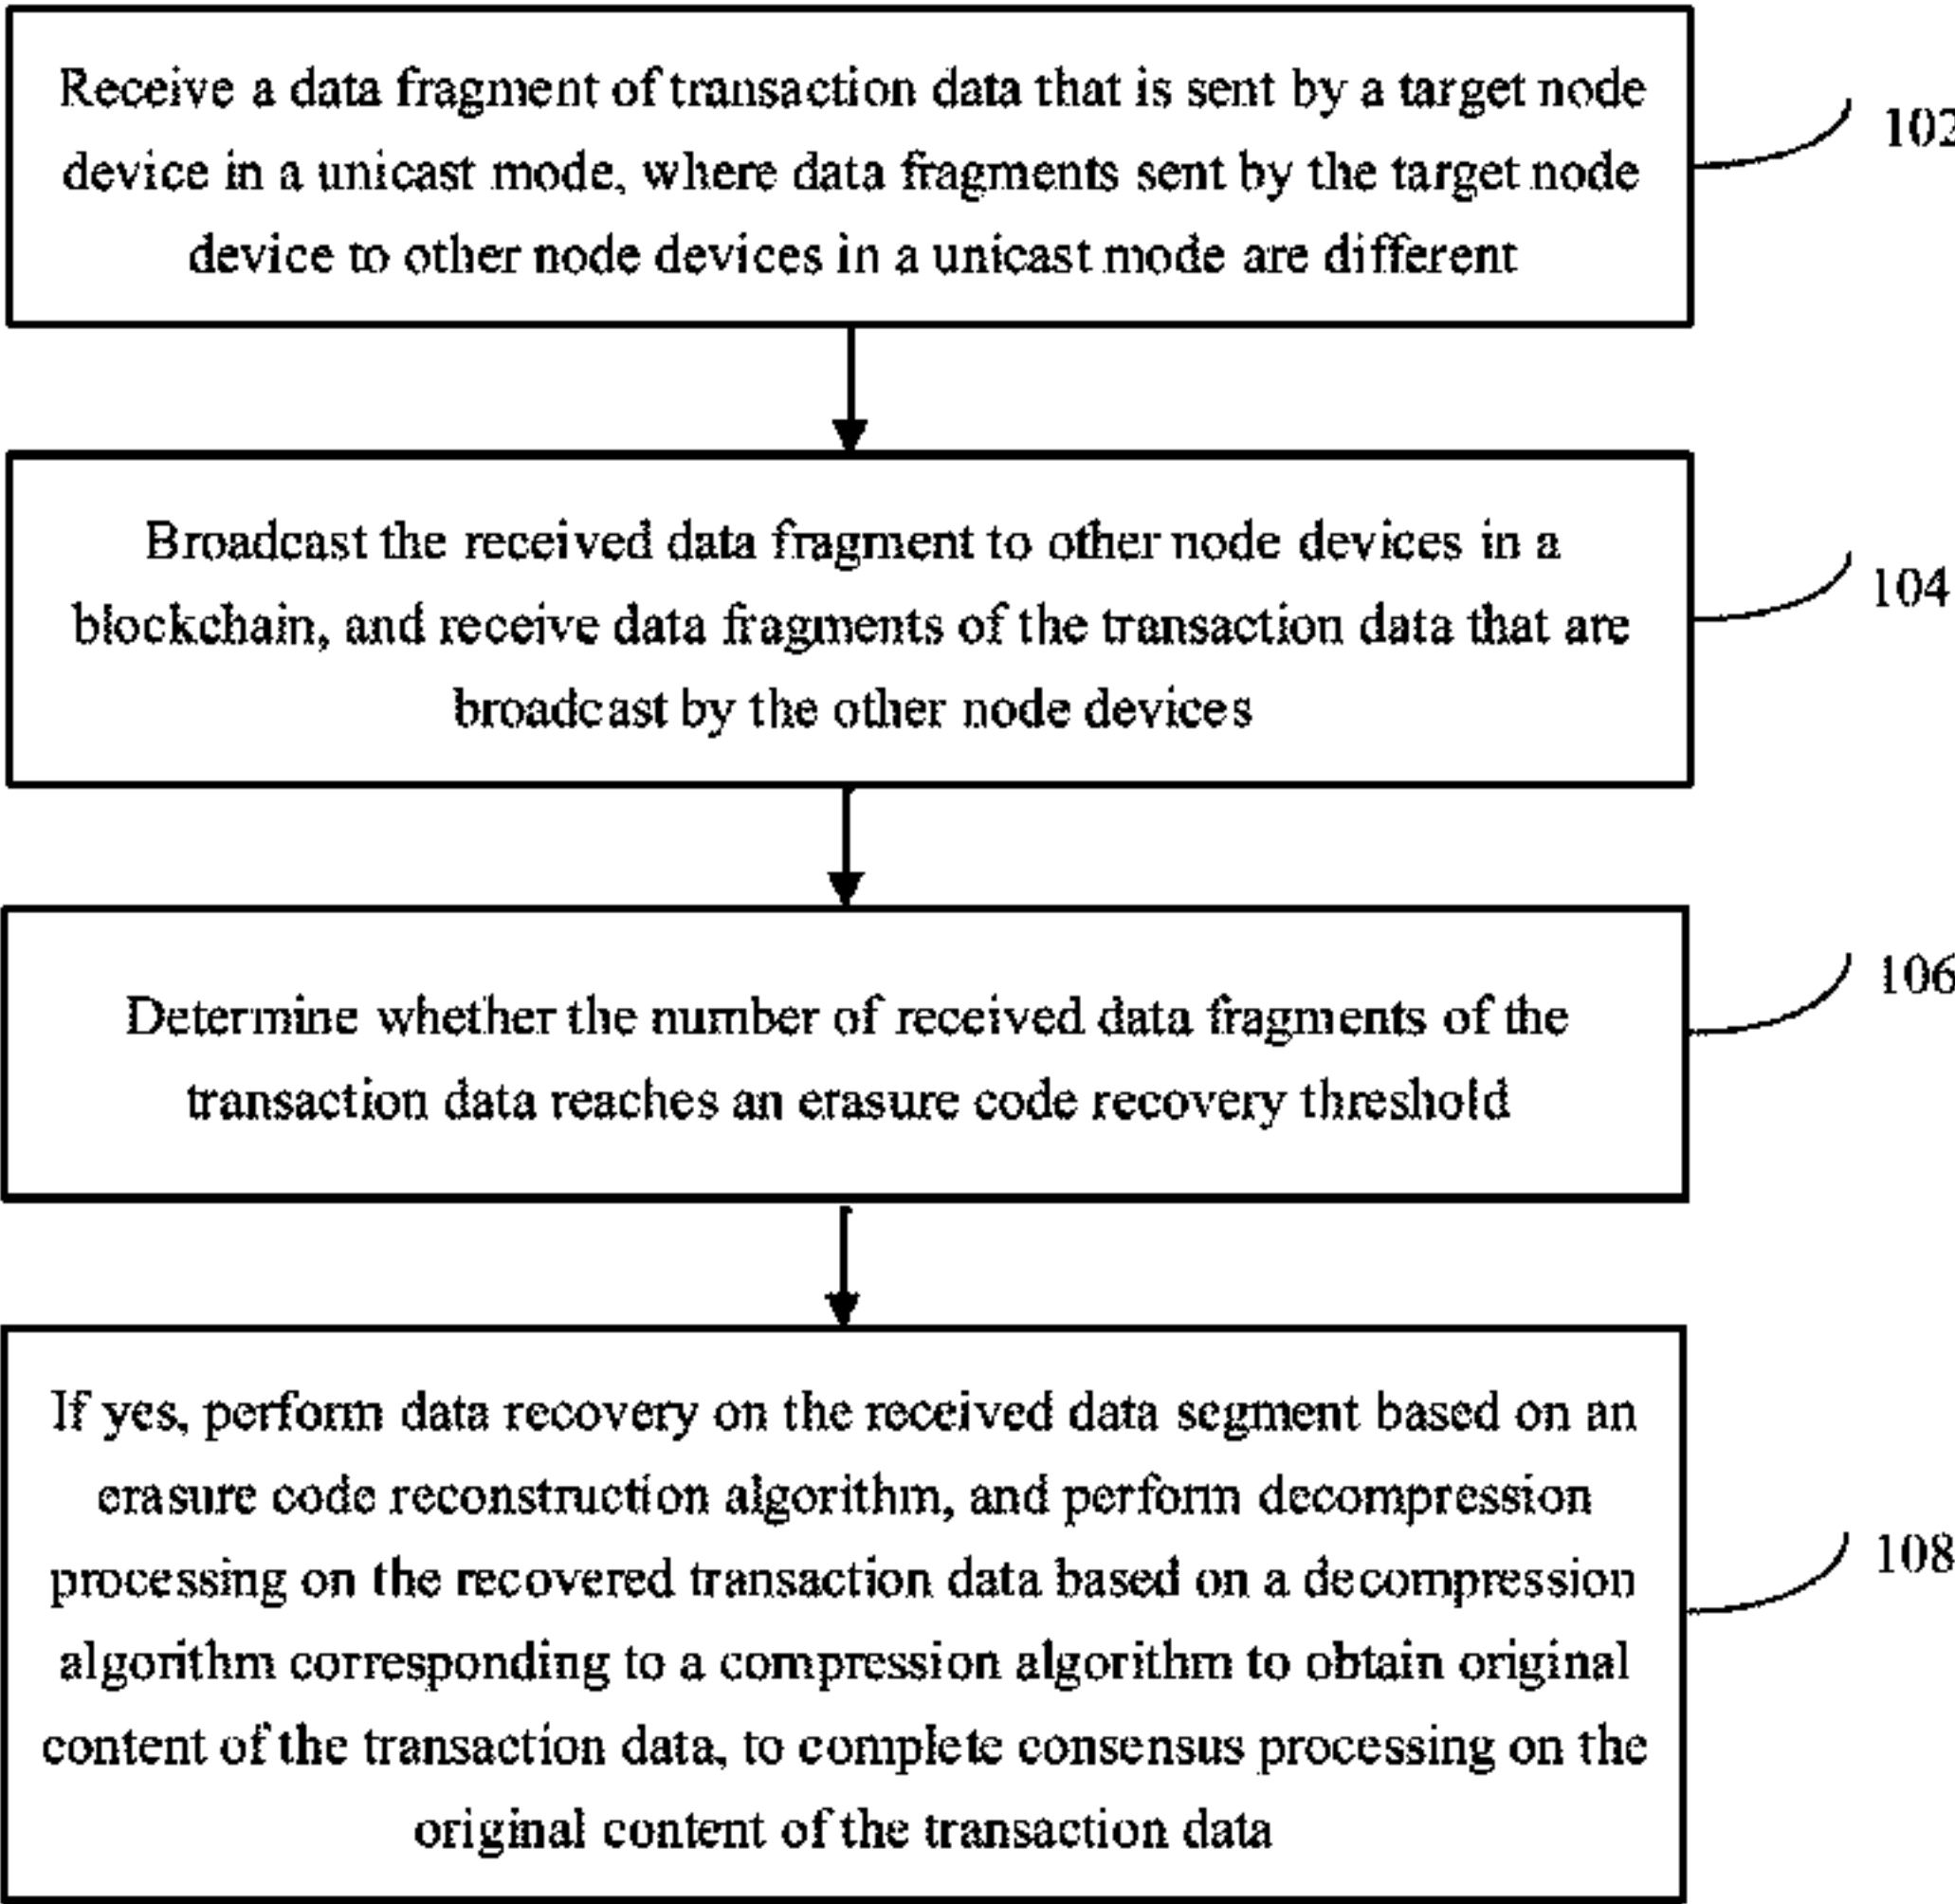 Receive a data fragment of transaction data that is sent by a target node
device in a unicast mode, where data fragments sent by the target node
device to other node devices in a unicast mode are different
102
Broadcast the received data fragment to other node devices in a
blockchain, and receive data fragments of the transaction data that are
broadcast by the other node devices
104
Determine whether the number of received data fragments of the
transaction data reaches an erasure code recovery threshold
106
If yes, perform data recovery on the received data segment based on an
erasure code reconstruction algorithm, and perform decompression
processing on the recovered transaction data based on a decompression
algorithm corresponding to a compression algorithm to obtain original
content of the transaction data, to complete consensus processing on the
original content of the transaction data
108